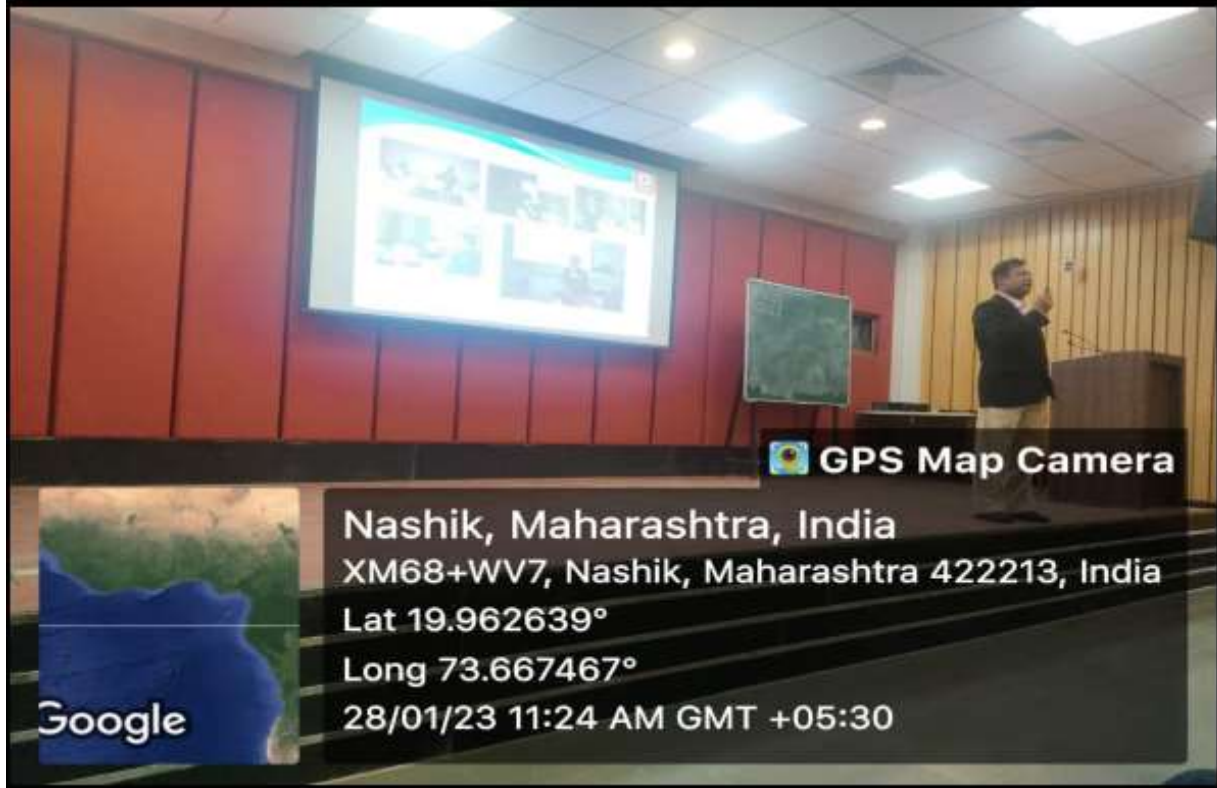 GPS Map Camera
Nashik, Maharashtra, India
XM68+WV7, Nashik, Maharashtra 422213, India
Lat 19.962639°
Long 73.667467°
28/01/23 11:24 AM GMT +05:30
Google